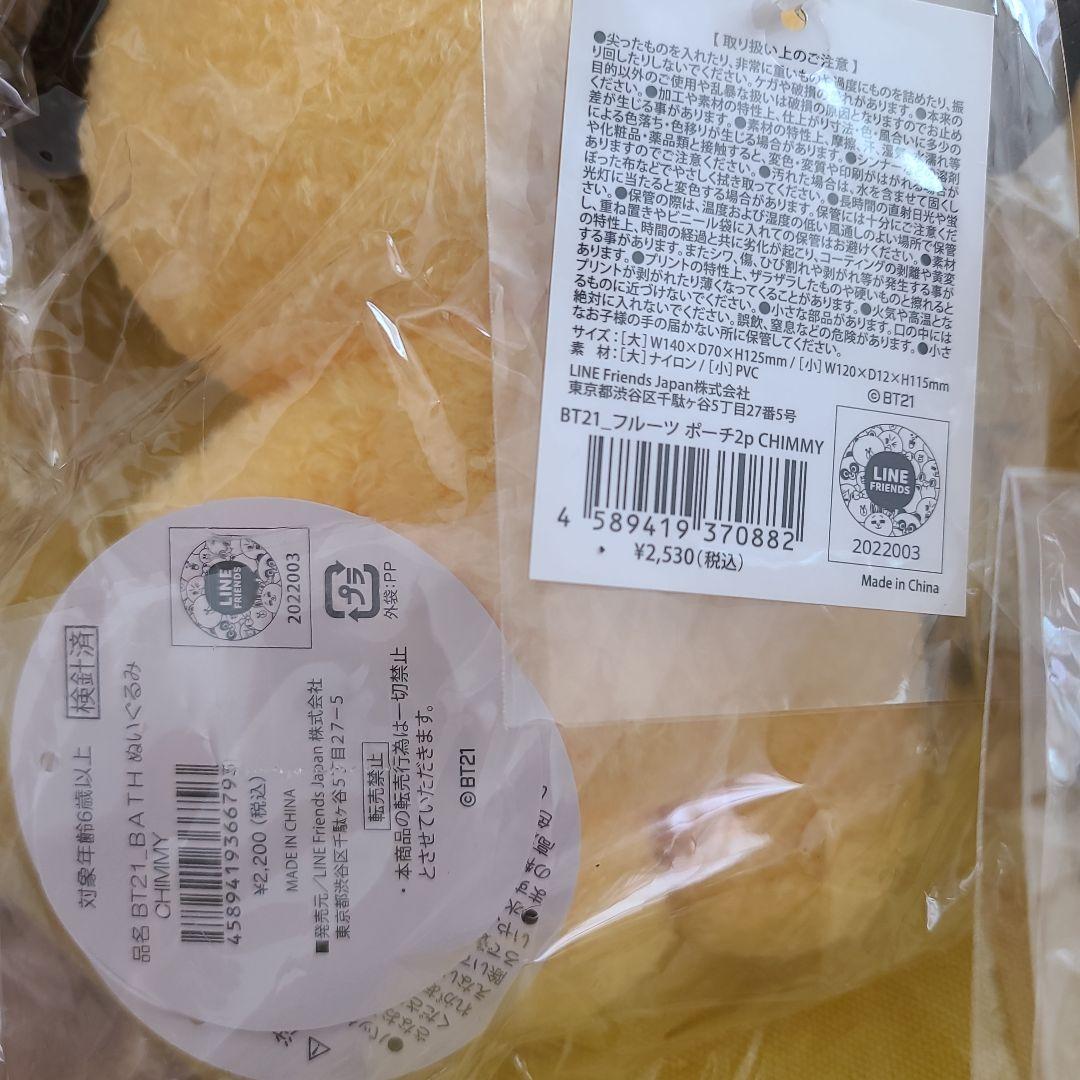 【取り扱い上のご注意】
●尖ったものを入れたり、非常に重いもの 過度にものを詰めたり、振
り回したりしないでください。ケガや破損の れがあります。●本来の
目的以外のご使用や乱暴な扱いは破損の原因となりますのでお止め
ください。●加工や素材の特性上、仕上がり寸法・色・風合いに多少の
差が生じる事があります。●素材の特性上、摩擦 濡れ等
による色落ち・色移りが生じる場合があります。●シンナー 溶剤
や化粧品・薬品類と接触すると、変色・変質や印刷がはがれる場合が
ありますのでご注意ください。●汚れた場合は、水を含ませて固くし
ぼった布などでやさしく拭き取ってください。●長時間の直射日光や蛍
光灯に当たると変色する場合があります。保管には十分にご注意くだ
さい。●保管の際は、温度および湿度の低い風通しのよい場所で保管
し、重ね置きやビニール袋に入れての保管はお避けください。●素材
の特性上、時間の経過と共に劣化が起こり、コーティングの剥離や黄変
する事があります。またシワ、傷、ひび割れや剥がれ等が発生する事が
あります。●プリントの特性上、ザラザラしたものや硬いものと擦れると
プリントが剥がれたり薄くなってくることがあります。●火気や高温とな
るものに近づけないでください。●小さな部品があります。口の中には
絶対に入れないでください。誤飲、窒息などの危険があります。●小さ
なお子様の手の届かない所に保管してください。
サイズ:[大]W140×D70×H125mm/[小]W120×D12×H115mm
素 材:[大]ナイロン/[小]PVC
LINE Friends Japan株式会社
東京都渋谷区千駄ヶ谷5丁目27番5号
©BT21
BT21_フルーツ ポーチ2p CHIMMY
4 589419 370882
¥2,530(税込)
LINE
FRIENDS
2022003
Made in China
検針済
対象年齢6歳以上
品名 BT21_BATH ぬいぐるみ
CHIMMY
4589419366793
¥2,200(税込)
MADE IN CHINA
■発売元/LINE Friends Japan 株式会社
東京都渋谷区千駄ヶ谷5丁目27-5
転売禁止
・本商品の転売行為は一切禁止
とさせていただきます。
©BT21
LINE
FRIENDS
2022003
プラ
外袋:PP